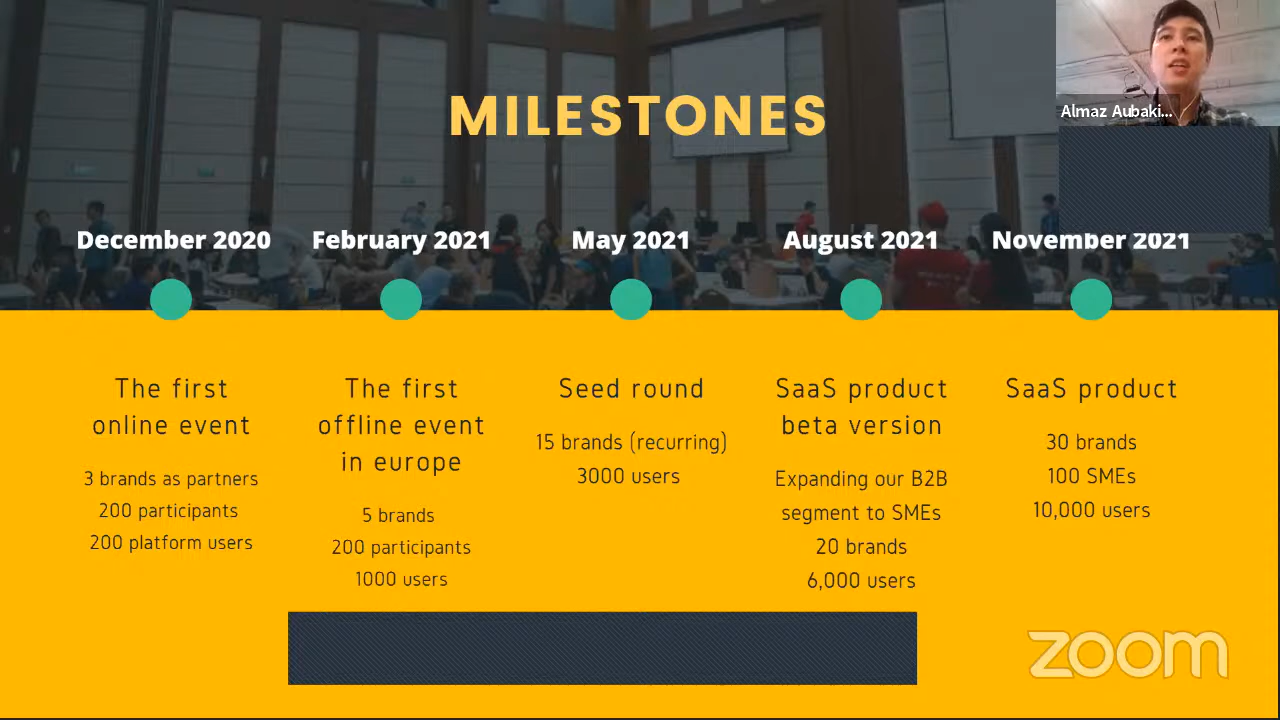 MILESTONES
Almaz Aubaki...
December 2020
February 2021
May 2021
August 2021
November 2021
The first
online event
3 brands as partners
200 participants
200 platform users
The first
offline event
in europe
5 brands
200 participants
1000 users
Seed round
15 brands (recurring)
3000 users
SaaS product
beta version
Expanding our B2B
segment to SMEs
20 brands
6,000 users
SaaS product
30 brands
100 SMEs
10,000 users
zoom